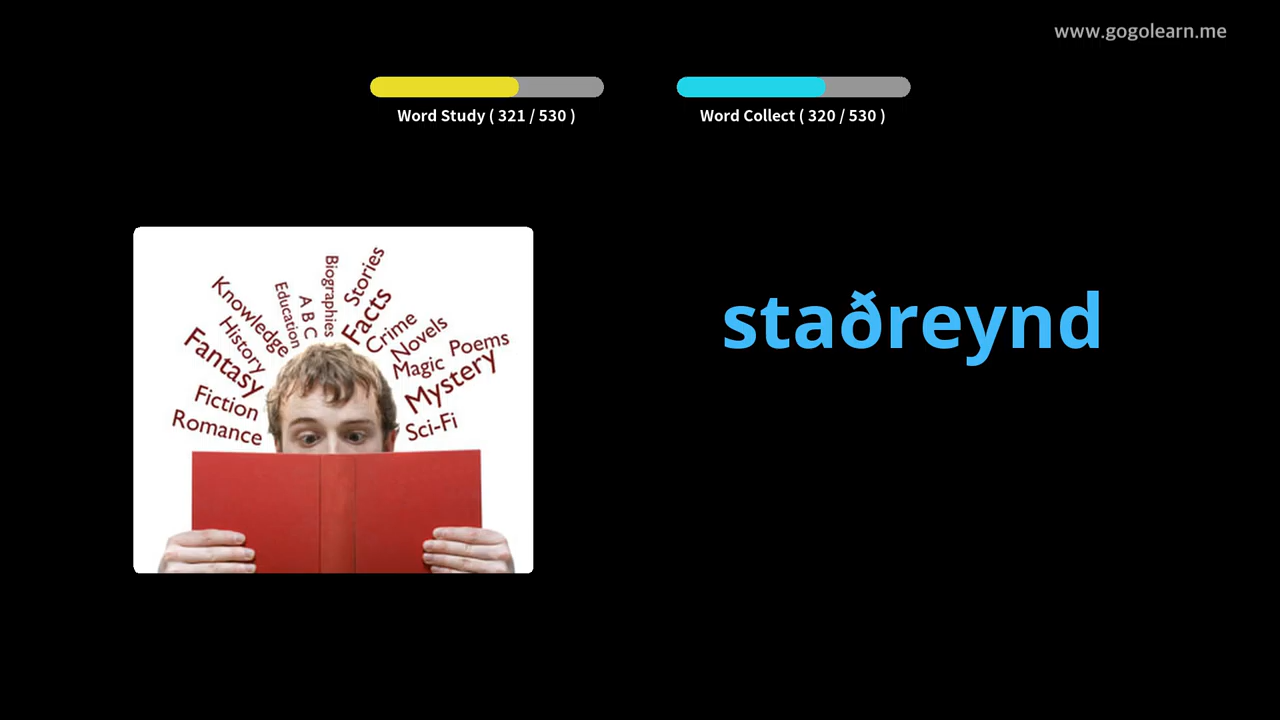 www.gogolearn.me
Word Study ( 321 / 530 )
Word Collect ( 320 / 530 )
Stories
Biographies
Facts
A B C
Education
Knowledge
Crime
Novels
History
Poems
Magic
Fantasy
Mystery
Fiction
Romance
Sci-Fi
staðreynd